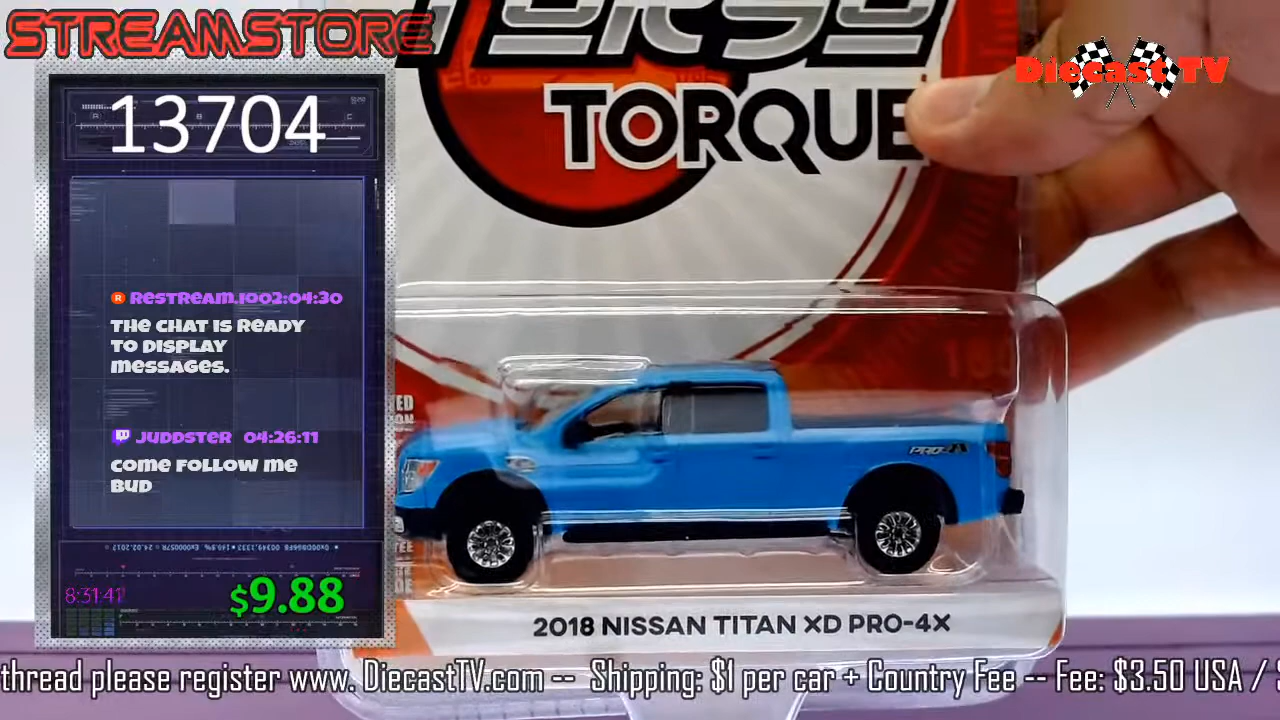 STREAMSTORE
TORQUE
Diecast TV
13704
Restream.io 02:04:30
THE CHAT IS READY
TO DISPLAY
MESSAGES.
JUDDSTER 04:26:11
COME FOLLOW ME
BUD
8:31:41
$9.88
PRO-4X
2018 NISSAN TITAN XD PRO-4X
thread please register www. DiecastTV.com -- Shipping: $1 per car + Country Fee -- Fee: $3.50 USA /